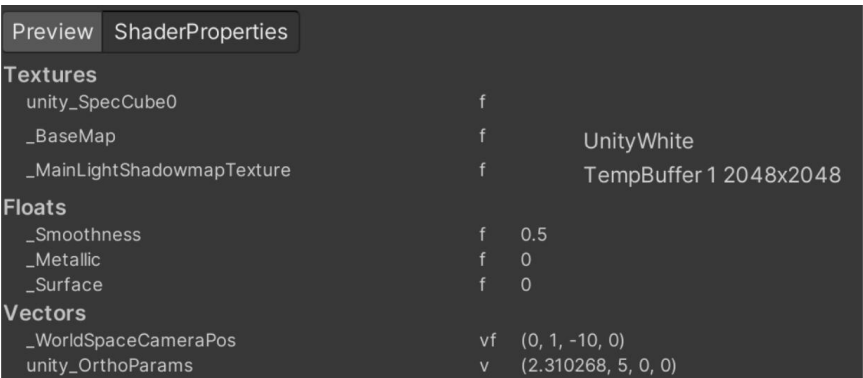 Preview ShaderProperties
Textures
unity_SpecCube0 f
_BaseMap f UnityWhite
_MainLightShadowmapTexture f TempBuffer 1 2048x2048
Floats
_Smoothness f 0.5
_Metallic f 0
_Surface f 0
Vectors
_WorldSpaceCameraPos vf (0, 1, -10, 0)
unity_OrthoParams v (2.310268, 5, 0, 0)